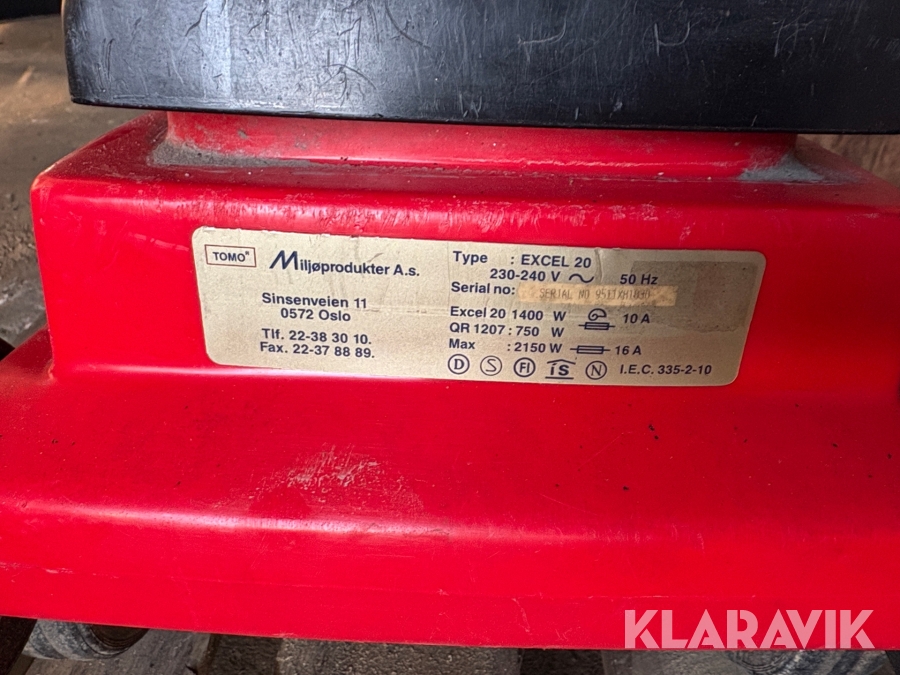 TOMO
Miljøprodukter A.s.
Sinsenveien 11
0572 Oslo
Tlf. 22-38 30 10.
Fax. 22-37 88 89.
Type : EXCEL 20
230-240 V ~ 50 Hz
Serial no: SERIAL NO
Excel 20 1400 W 10 A
QR 1207 : 750 W
Max : 2150 W 16 A
D S FI İS N I.E.C. 335-2-10
KLARAVIK